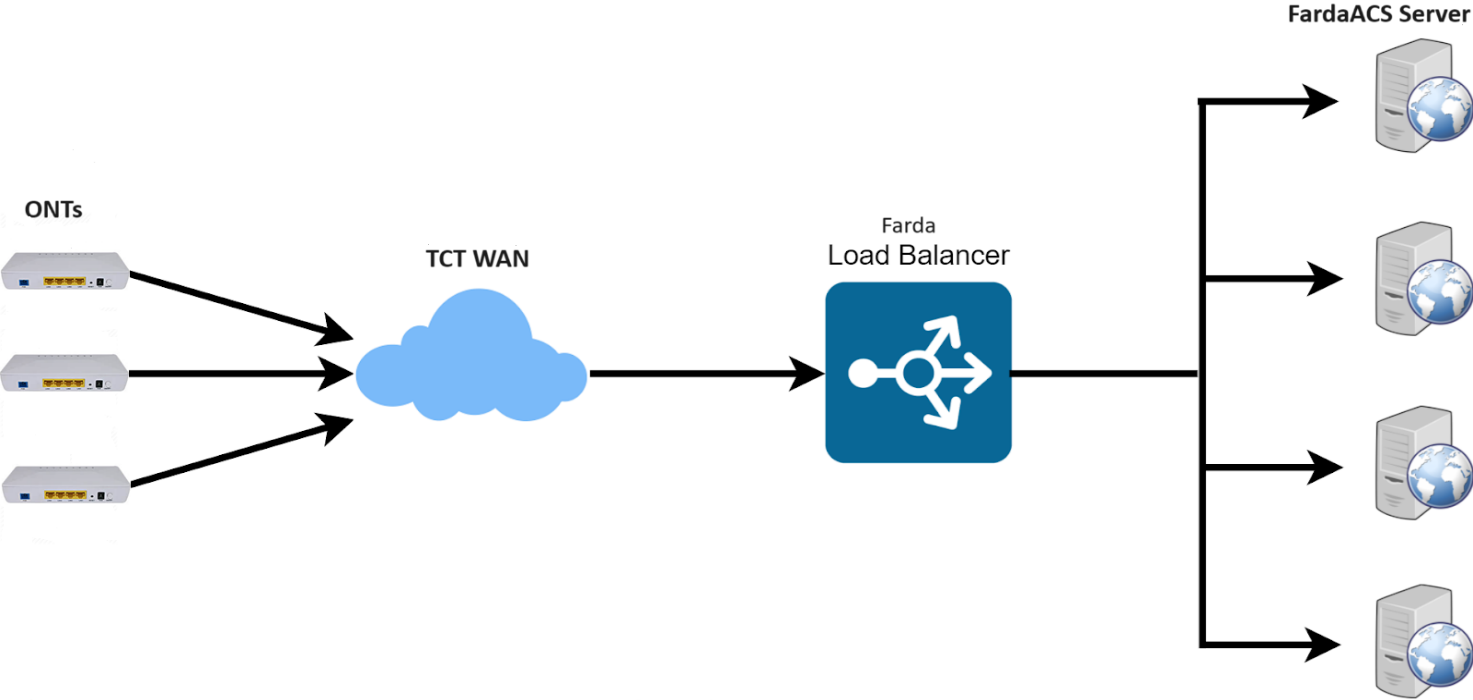 FardaACS Server
ONTs
TCT WAN
Farda
Load Balancer